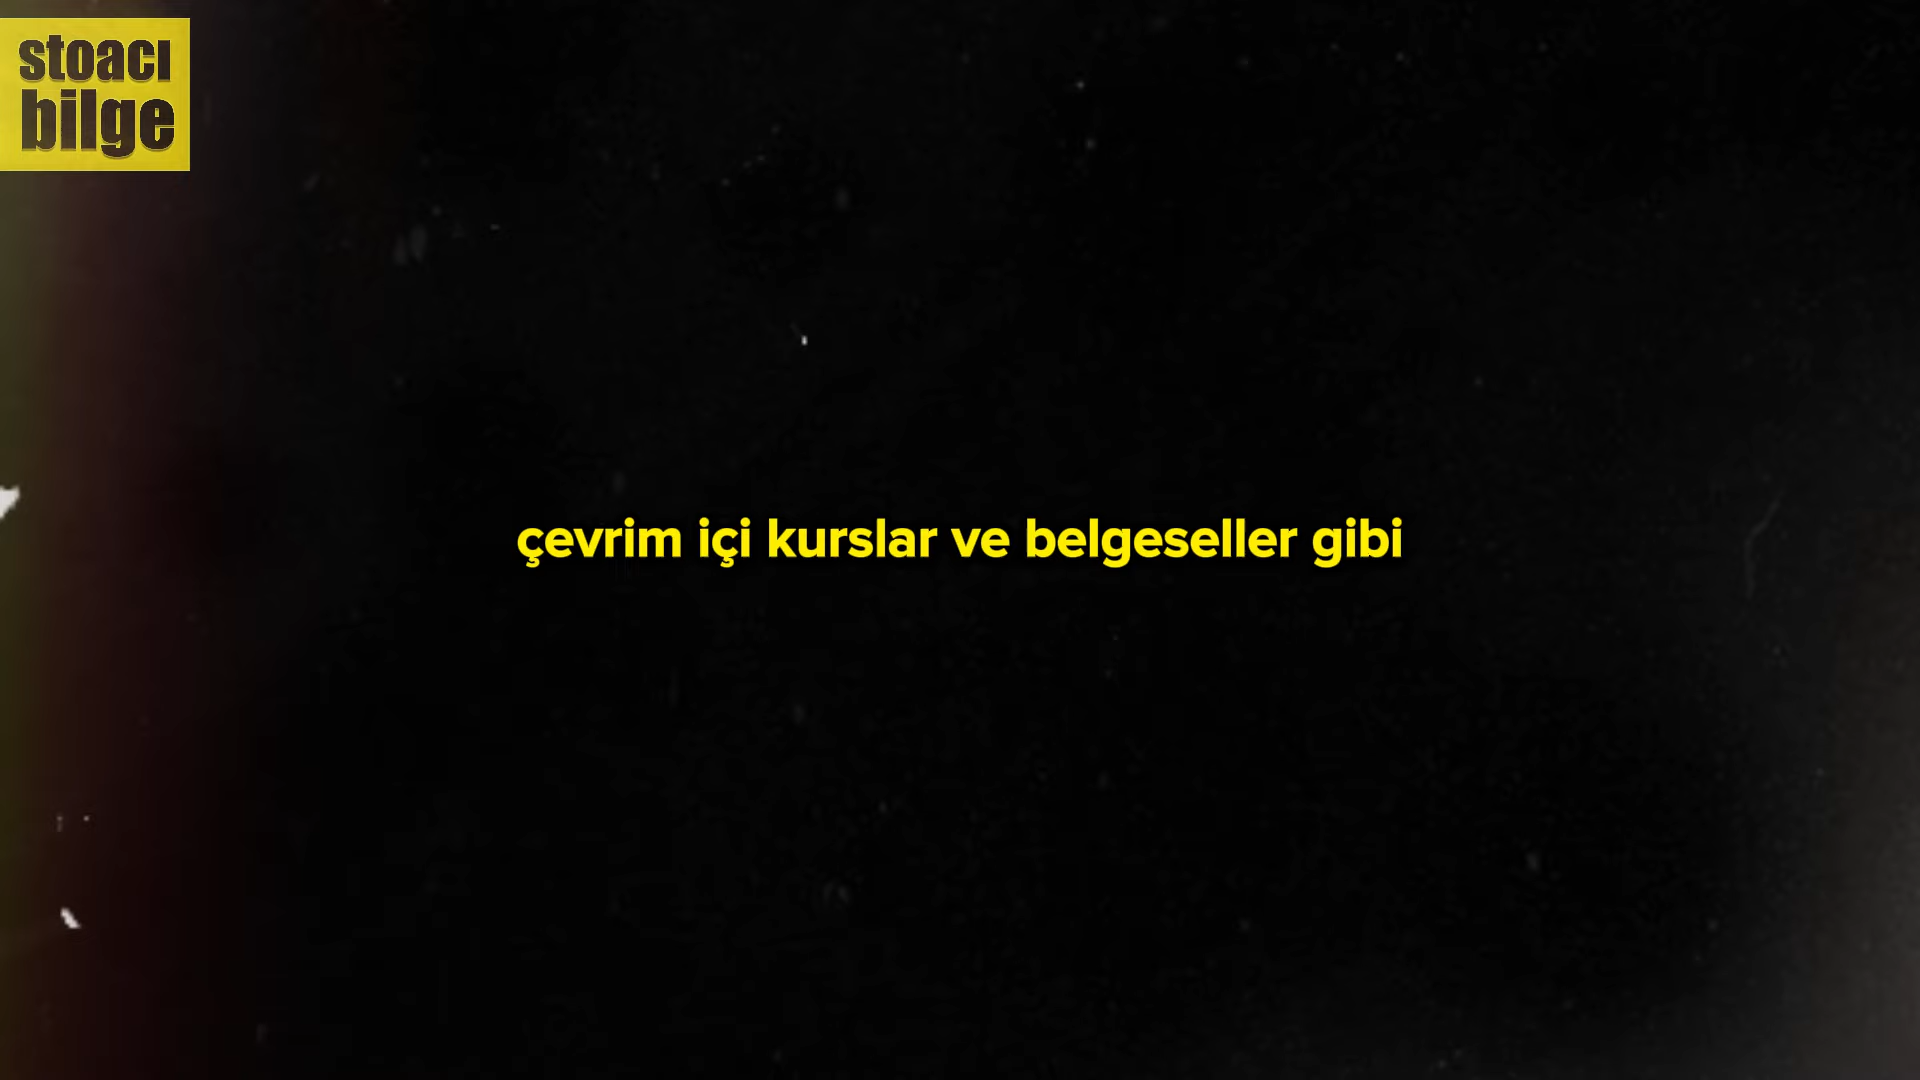 stoacı
bilge
çevrim içi kurslar ve belgeseller gibi